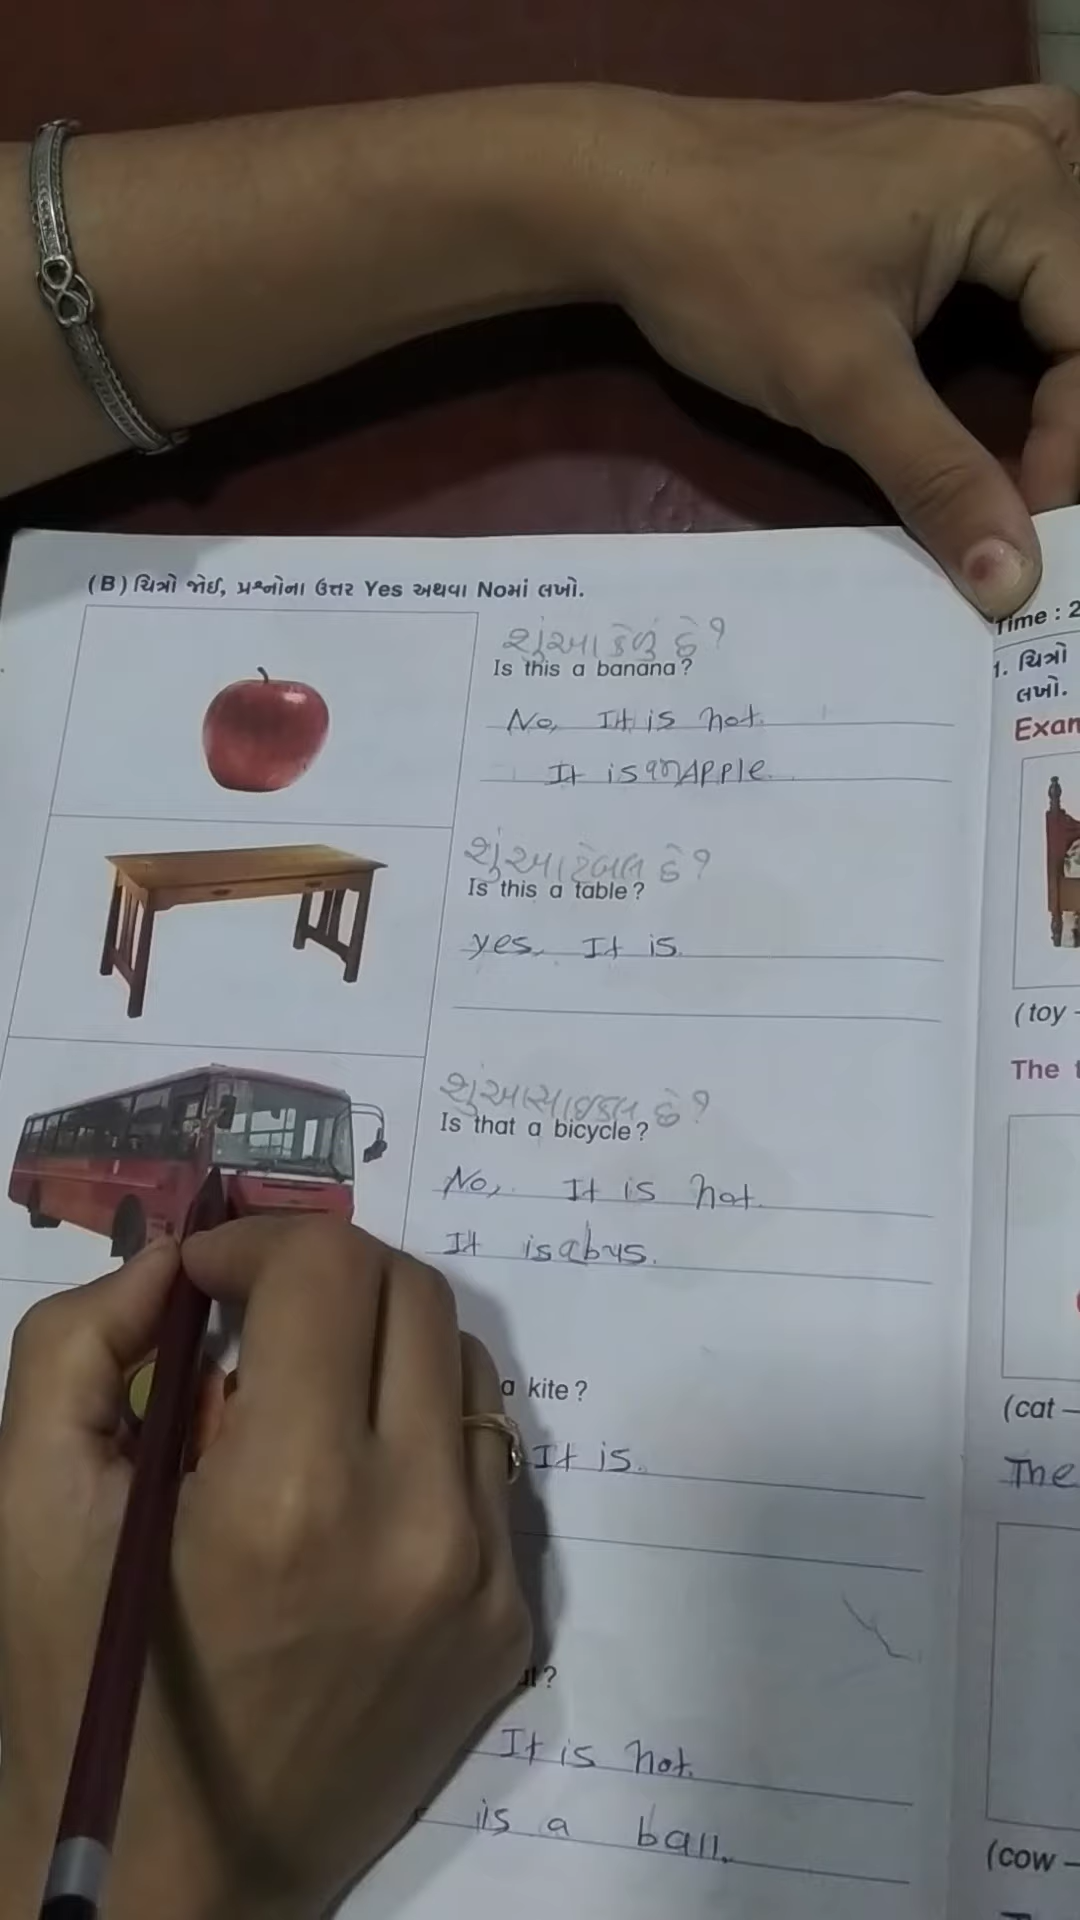 (B) ચિત્રો જોઈ, પ્રશ્નોના ઉત્તર Yes અથવા Noમાં લખો.
શું આ કેળું છે?
Is this a banana?
No, It is not.
It is an Apple.
શું આ ટેબલ છે?
Is this a table?
yes, It is.
શું આ સાઇકલ છે?
Is that a bicycle?
No, It is not.
It is a bus.
a kite?
It is.
It is not.
is a ball.
Time : 2
1. ચિત્રો
લખો.
Exam
(toy -
The
(cat –
The
(cow –